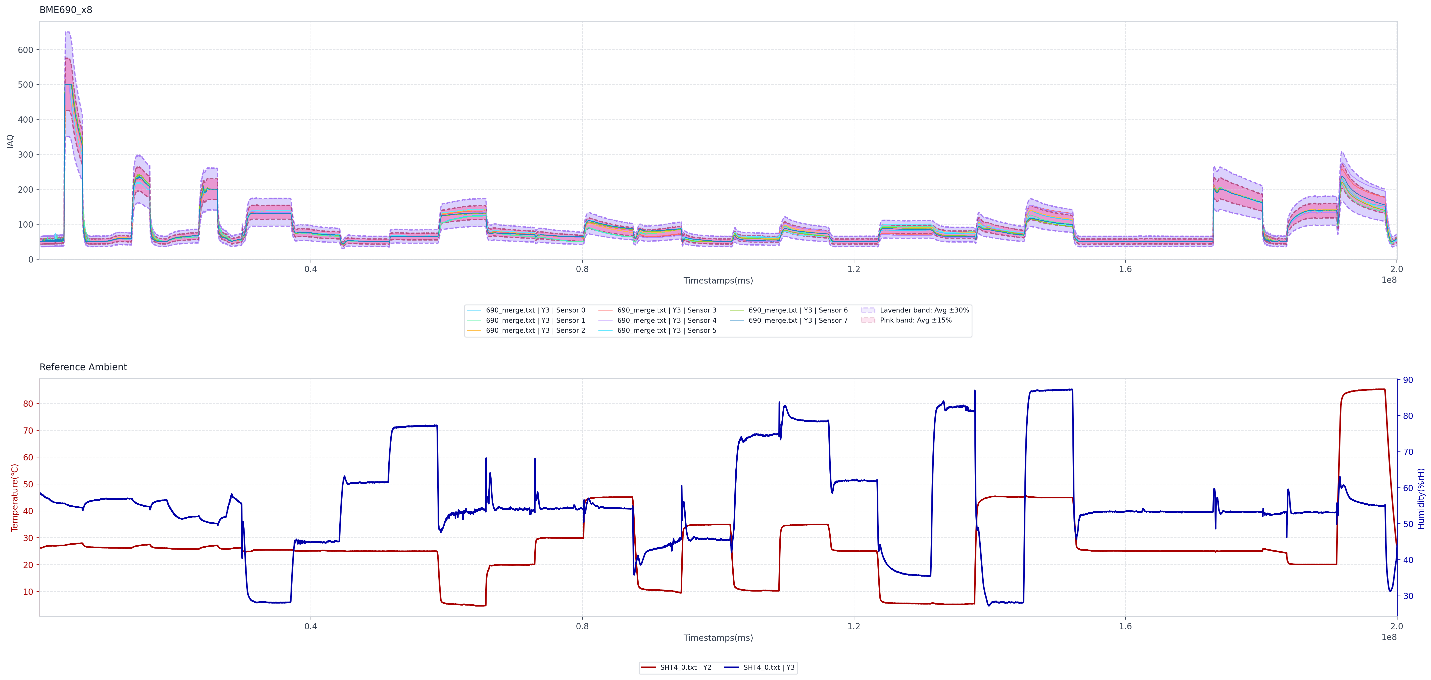 BME690_x8
600
500
400
300
200
100
0
IAQ
0.4 0.8 1.2 1.6 2.0
1e8
Timestamps(ms)
690_merge.txt | Y3 | Sensor 0 690_merge.txt | Y3 | Sensor 3 690_merge.txt | Y3 | Sensor 6 Lavender band: Avg ±30%
690_merge.txt | Y3 | Sensor 1 690_merge.txt | Y3 | Sensor 4 690_merge.txt | Y3 | Sensor 7 Pink band: Avg ±15%
690_merge.txt | Y3 | Sensor 2 690_merge.txt | Y3 | Sensor 5
Reference Ambient
80
70
60
50
40
30
20
10
Temperature(°C)
90
80
70
60
50
40
30
Humidity(%rH)
0.4 0.8 1.2 1.6 2.0
1e8
Timestamps(ms)
SHT4_0.txt | Y2 SHT4_0.txt | Y3